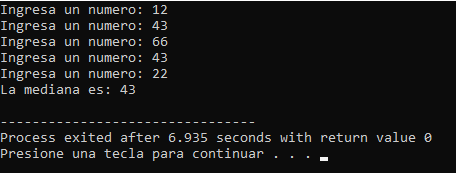 Ingresa un numero: 12
Ingresa un numero: 43
Ingresa un numero: 66
Ingresa un numero: 43
Ingresa un numero: 22
La mediana es: 43
--------------------------------
Process exited after 6.935 seconds with return value 0
Presione una tecla para continuar . . .